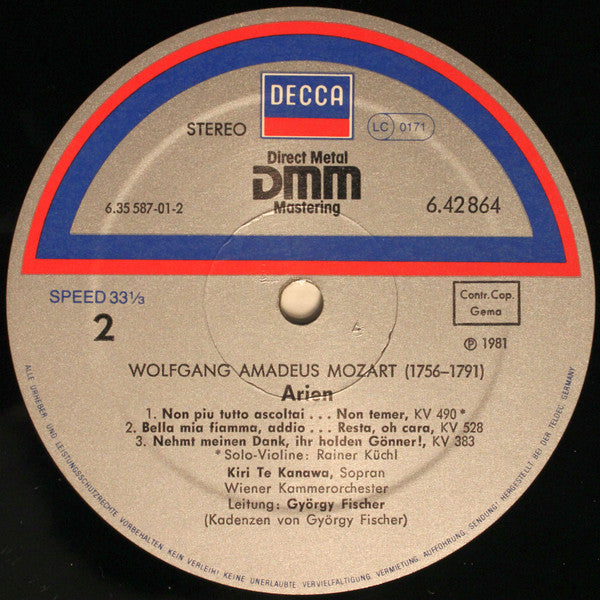 DECCA
STEREO
LC 0171
Direct Metal
DMM
Mastering
6.35 587-01-2
6.42 864
SPEED 33⅓
2
Contr. Cop.
Gema
℗ 1981
WOLFGANG AMADEUS MOZART (1756–1791)
Arien
1. Non piu tutto ascoltai . . . Non temer, KV 490*
2. Bella mia fiamma, addio . . . Resta, oh cara, KV 528
3. Nehmt meinen Dank, ihr holden Gönner!, KV 383
*Solo-Violine: Rainer Küchl
Kiri Te Kanawa, Sopran
Wiener Kammerorchester
Leitung: György Fischer
(Kadenzen von György Fischer)
ALLE URHEBER- UND LEISTUNGSSCHUTZRECHTE VORBEHALTEN. KEIN VERLEIH! KEINE UNERLAUBTE VERVIELFÄLTIGUNG, VERMIETUNG, AUFFÜHRUNG, SENDUNG! HERGESTELLT BEI DER TELDEC, GERMANY